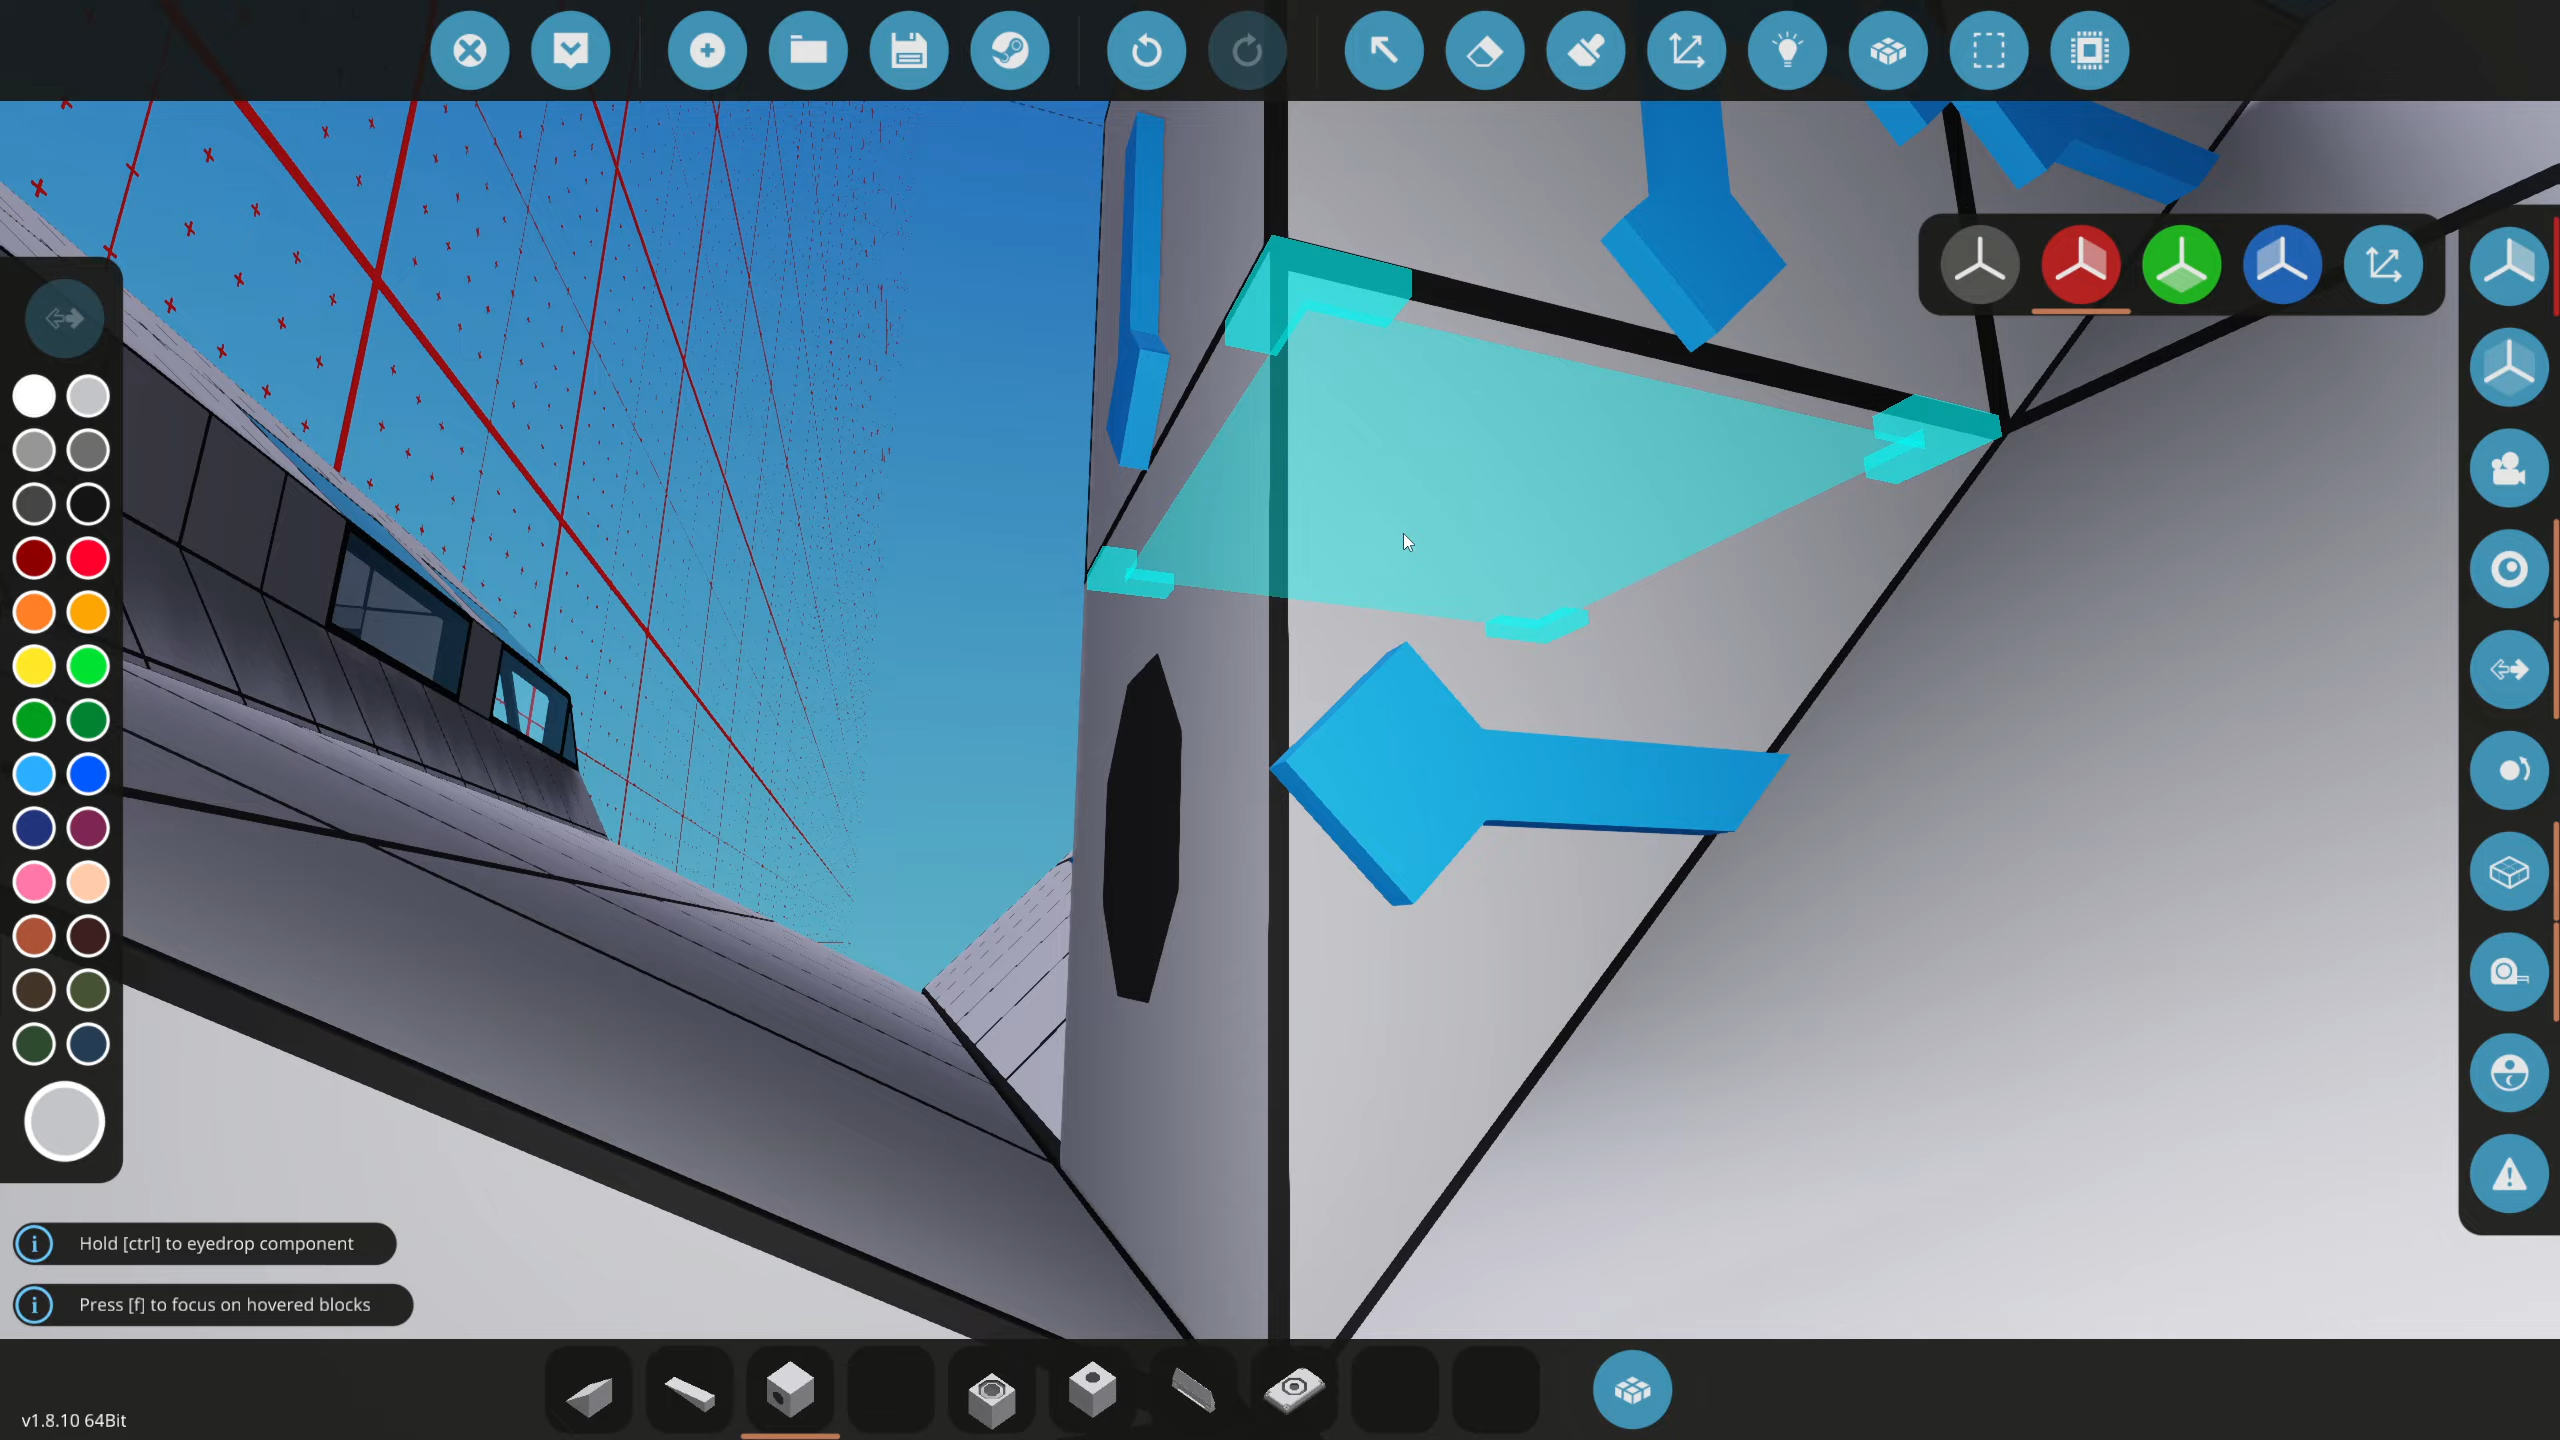 Hold [ctrl] to eyedrop component
Press [f] to focus on hovered blocks
v1.8.10 64Bit